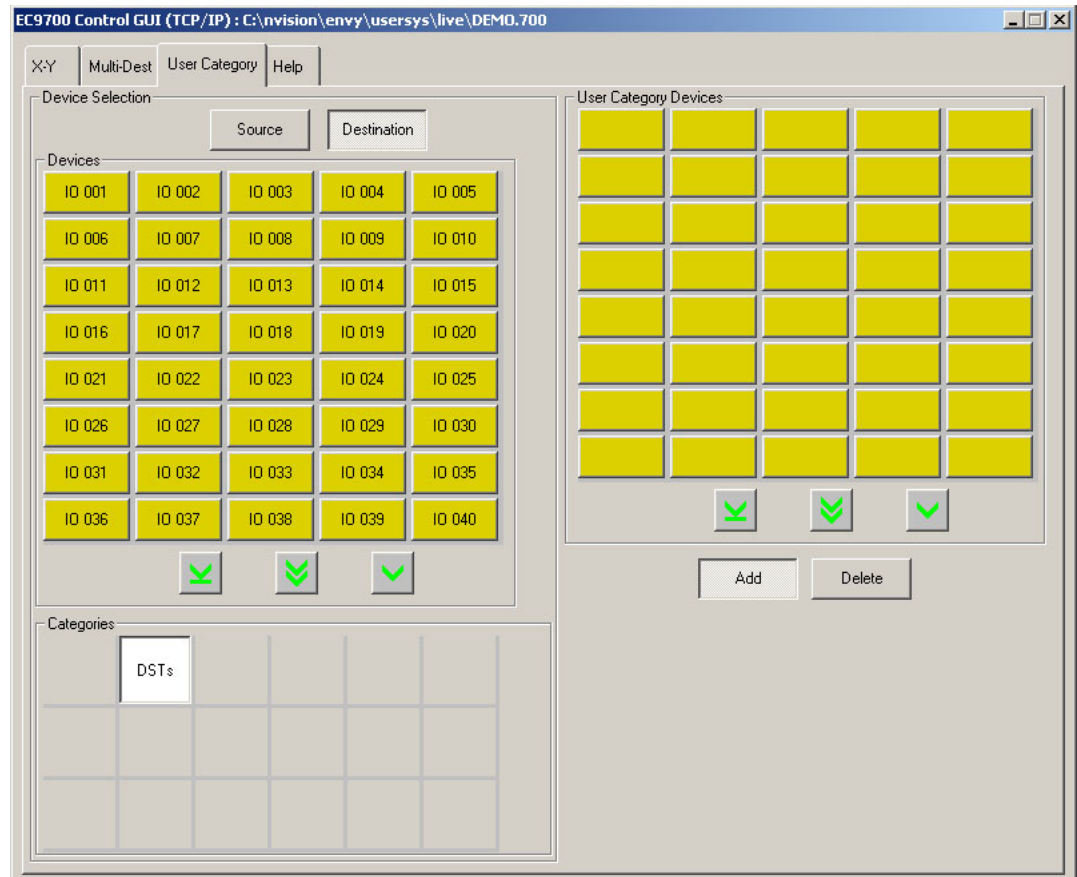 EC9700 Control GUI (TCP/IP) : C:\nvision\envy\usersys\live\DEMO.700
X-Y Multi-Dest User Category Help
Device Selection
Source Destination
Devices
IO 001 IO 002 IO 003 IO 004 IO 005
IO 006 IO 007 IO 008 IO 009 IO 010
IO 011 IO 012 IO 013 IO 014 IO 015
IO 016 IO 017 IO 018 IO 019 IO 020
IO 021 IO 022 IO 023 IO 024 IO 025
IO 026 IO 027 IO 028 IO 029 IO 030
IO 031 IO 032 IO 033 IO 034 IO 035
IO 036 IO 037 IO 038 IO 039 IO 040
Categories
DSTs
User Category Devices
Add Delete